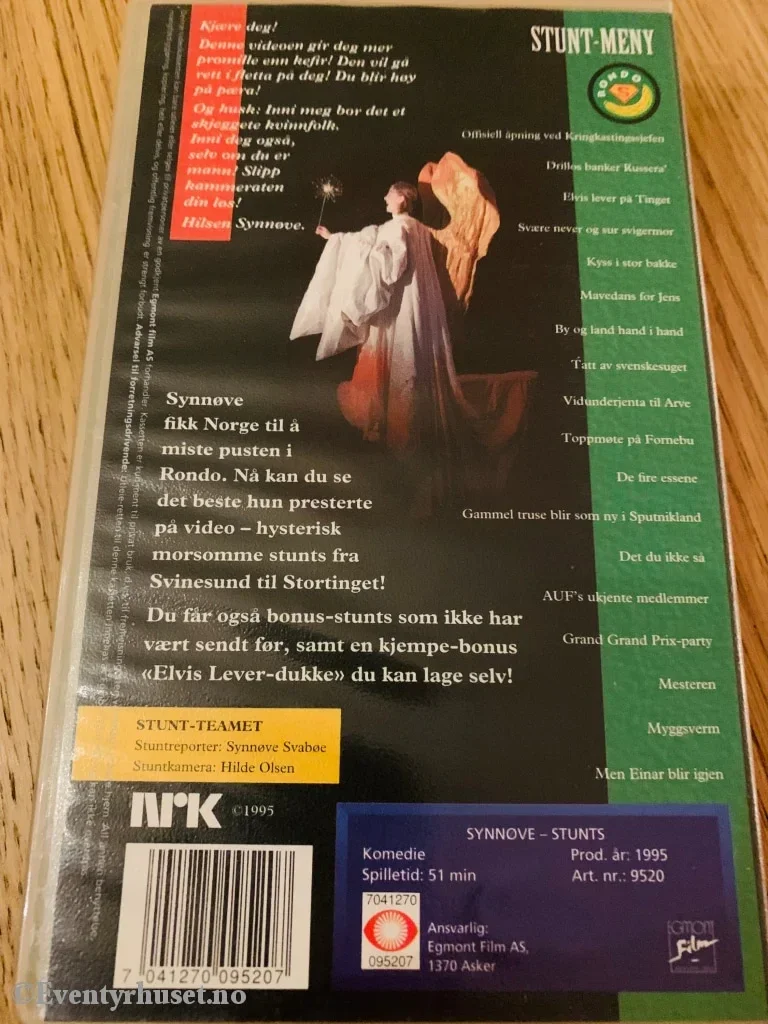 Kjære deg!
Denne videoen gir deg mer
promille enn kefir! Den vil gå
rett i fletta på deg! Du blir høy
på pæra!
Og husk: Inni meg bor det et
skjeggete kvinnfolk.
Inni deg også,
selv om du er
mann! Slipp
kammeraten
din løs!
Hilsen Synnøve.
STUNT-MENY
RONDO
S
Offisiell åpning ved Kringkastingssjefen
Drillos banker Russera'
Elvis lever på Tinget
Svære never og sur svigermor
Kyss i stor bakke
Mavedans for Jens
By og land hand i hand
Tatt av svenskesuget
Vidunderjenta til Arve
Toppmøte på Fornebu
De fire essene
Gammel truse blir som ny i Sputnikland
Det du ikke så
AUF's ukjente medlemmer
Grand Grand Prix-party
Mesteren
Myggsverm
Men Einar blir igjen
Synnøve
fikk Norge til å
miste pusten i
Rondo. Nå kan du se
det beste hun presterte
på video – hysterisk
morsomme stunts fra
Svinesund til Stortinget!
Du får også bonus-stunts som ikke har
vært sendt før, samt en kjempe-bonus
«Elvis Lever-dukke» du kan lage selv!
STUNT-TEAMET
Stuntreporter: Synnøve Svabøe
Stuntkamera: Hilde Olsen
NRK ©1995
7 041270 095207
SYNNØVE – STUNTS
Komedie Prod. år: 1995
Spilletid: 51 min Art. nr.: 9520
7041270
095207
Ansvarlig:
Egmont Film AS,
1370 Asker
EGMONT
film
©Eventyrhuset.no